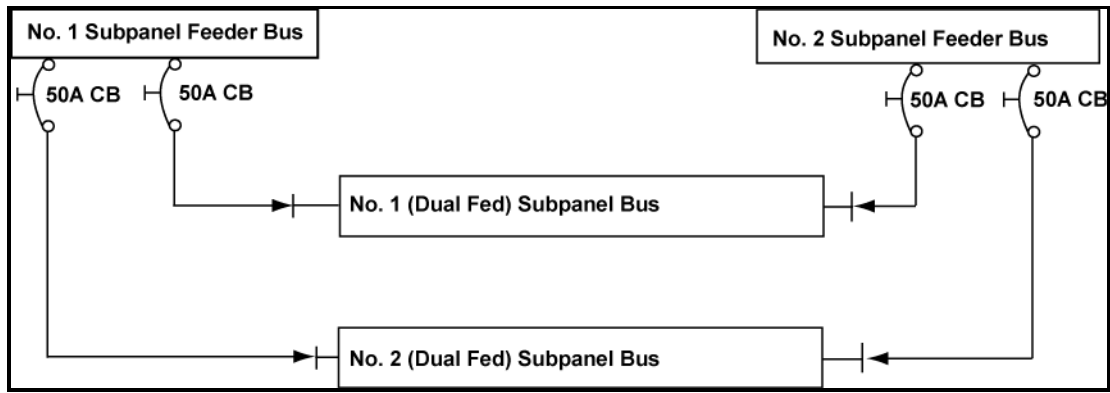 No. 1 Subpanel Feeder Bus
No. 2 Subpanel Feeder Bus
50A CB
50A CB
50A CB
50A CB
No. 1 (Dual Fed) Subpanel Bus
No. 2 (Dual Fed) Subpanel Bus